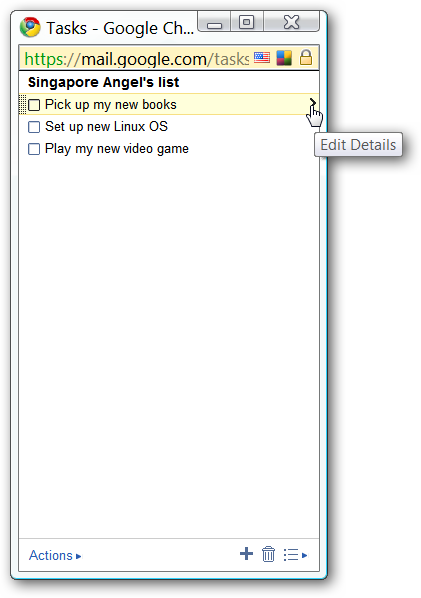 Tasks - Google Ch...
https://mail.google.com/tasks
Singapore Angel's list
Pick up my new books
Edit Details
Set up new Linux OS
Play my new video game
Actions